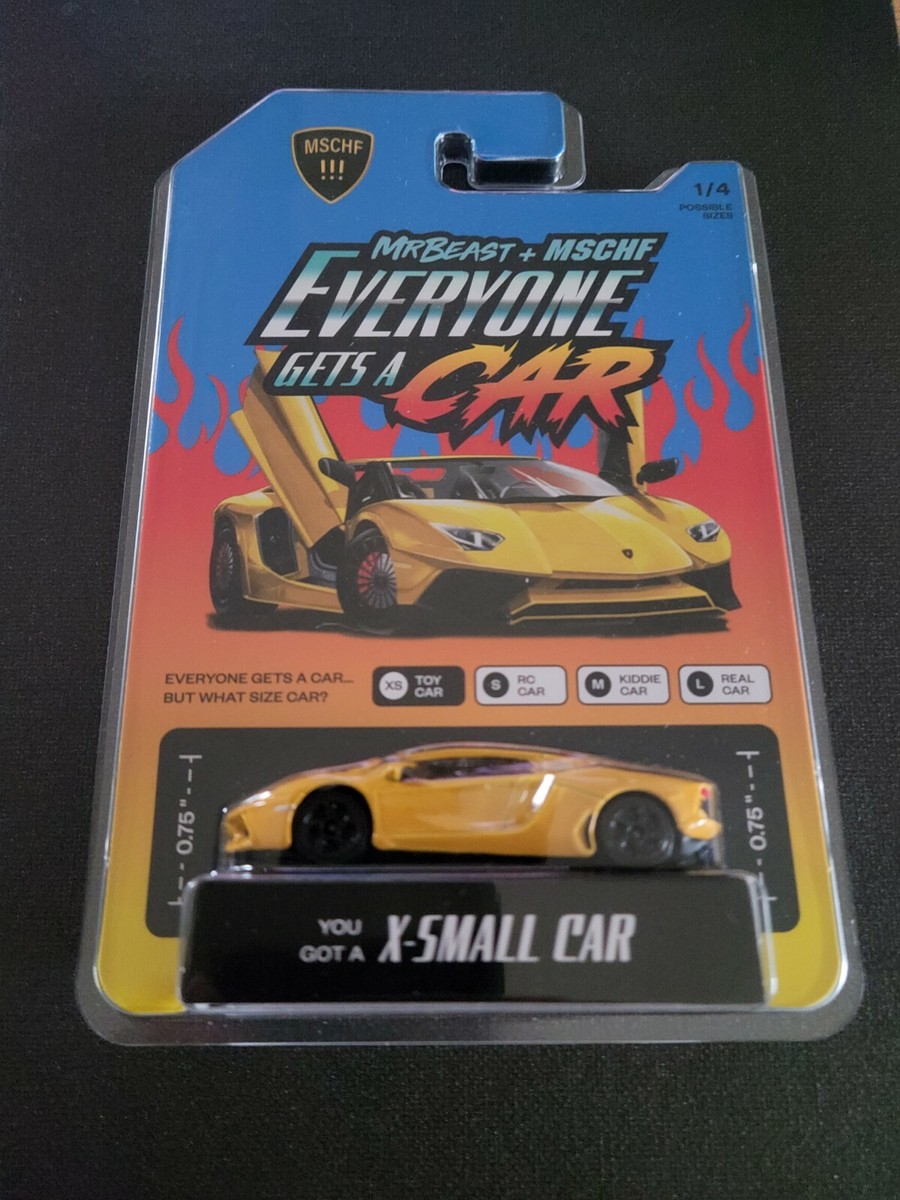 MSCHF
!!!
1/4
POSSIBLE
SIZES
MRBEAST + MSCHF
EVERYONE
GETS A CAR
EVERYONE GETS A CAR...
BUT WHAT SIZE CAR?
XS TOY
CAR
S RC
CAR
M KIDDIE
CAR
L REAL
CAR
0.75"
0.75"
YOU
GOT A X-SMALL CAR